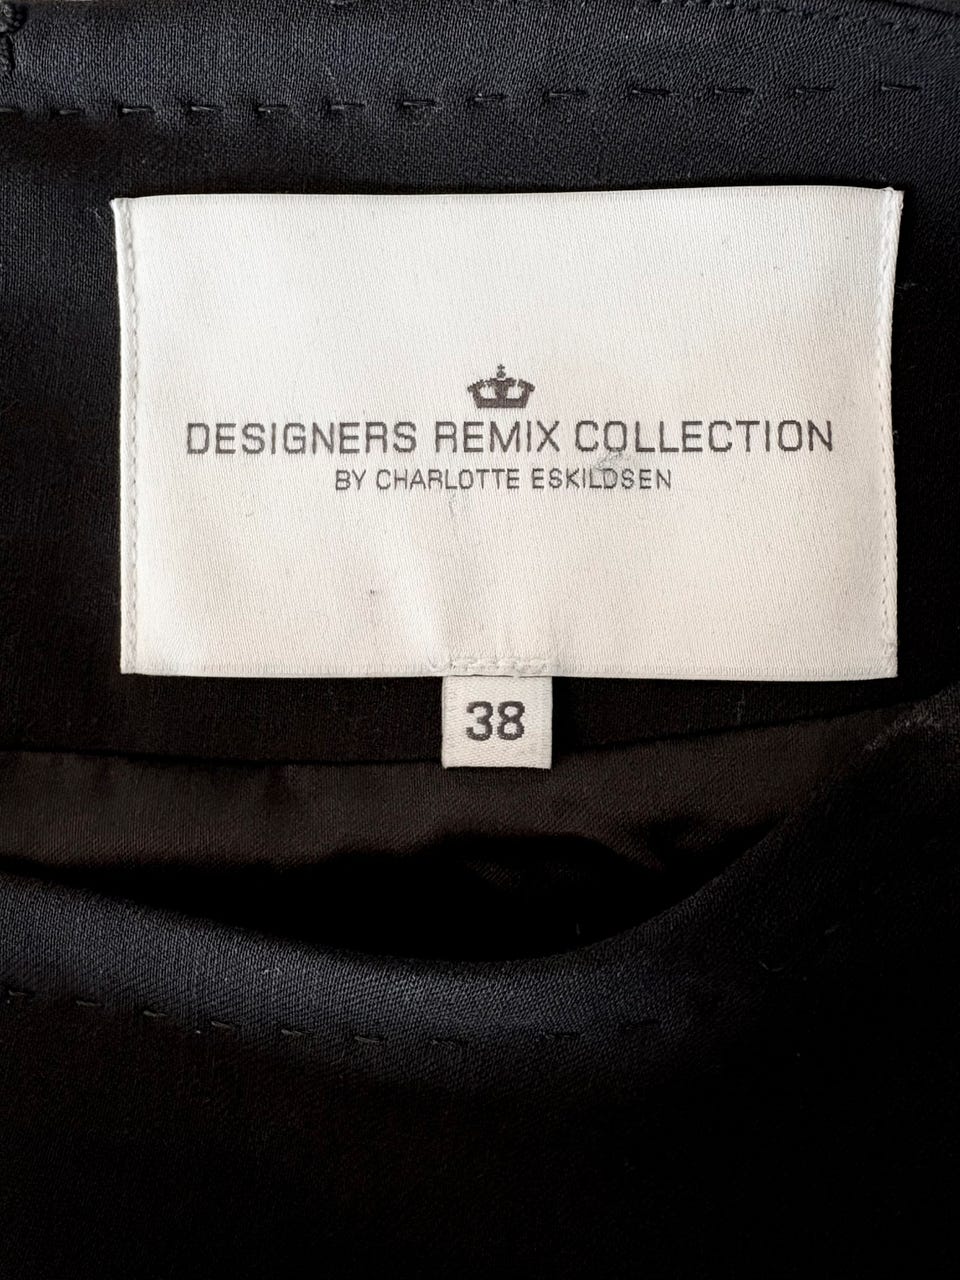 DESIGNERS REMIX COLLECTION
BY CHARLOTTE ESKILDSEN
38